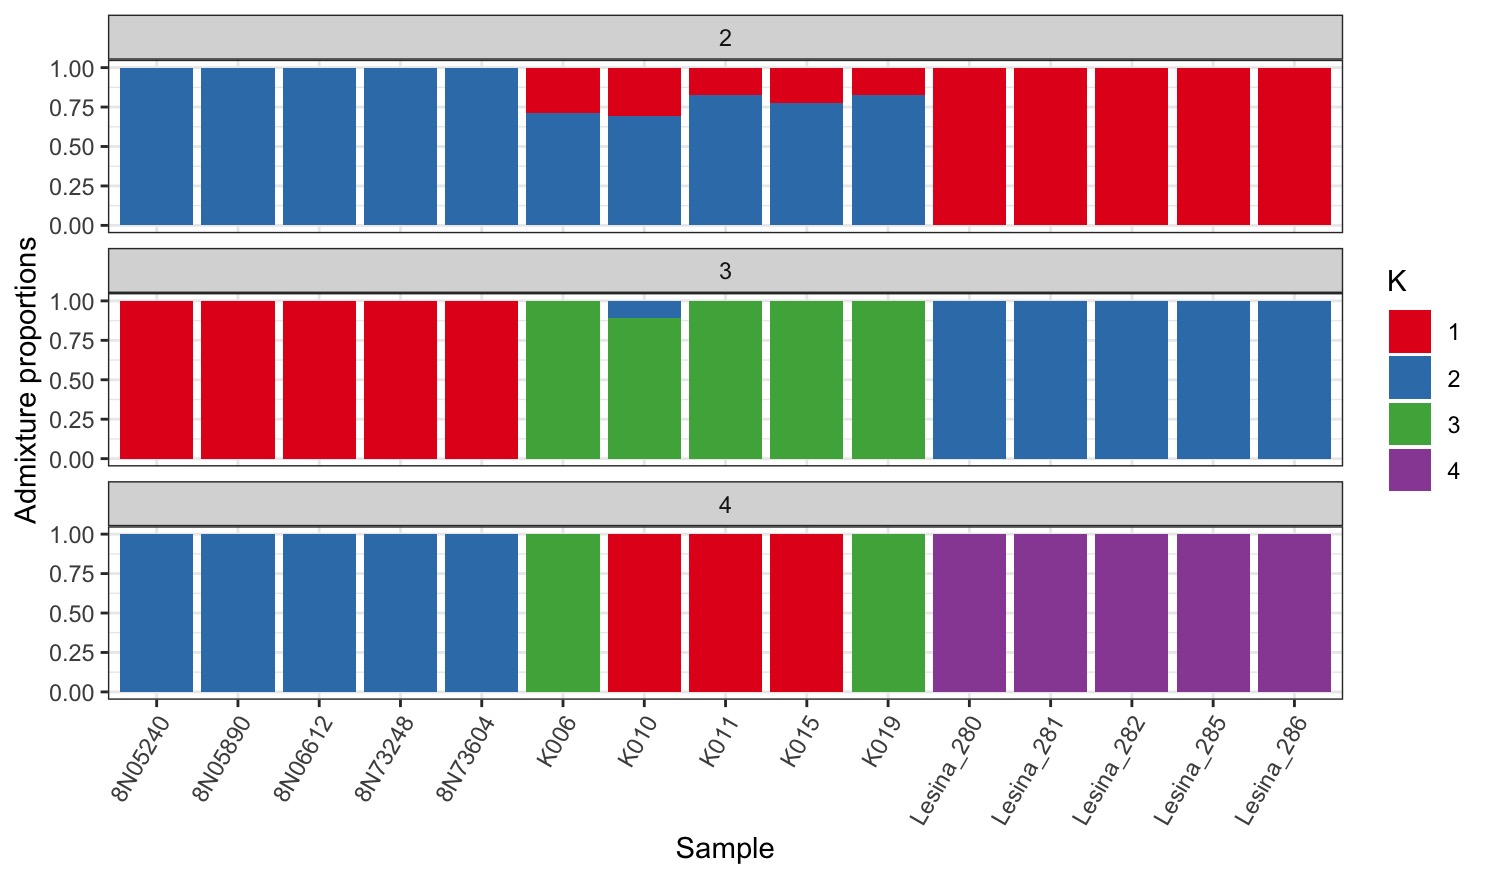 2
1.00
0.75
0.50
0.25
0.00
3
1.00
0.75
0.50
0.25
0.00
4
1.00
0.75
0.50
0.25
0.00
Admixture proportions
8N05240
8N05890
8N06612
8N73248
8N73604
K006
K010
K011
K015
K019
Lesina_280
Lesina_281
Lesina_282
Lesina_285
Lesina_286
Sample
K
1
2
3
4